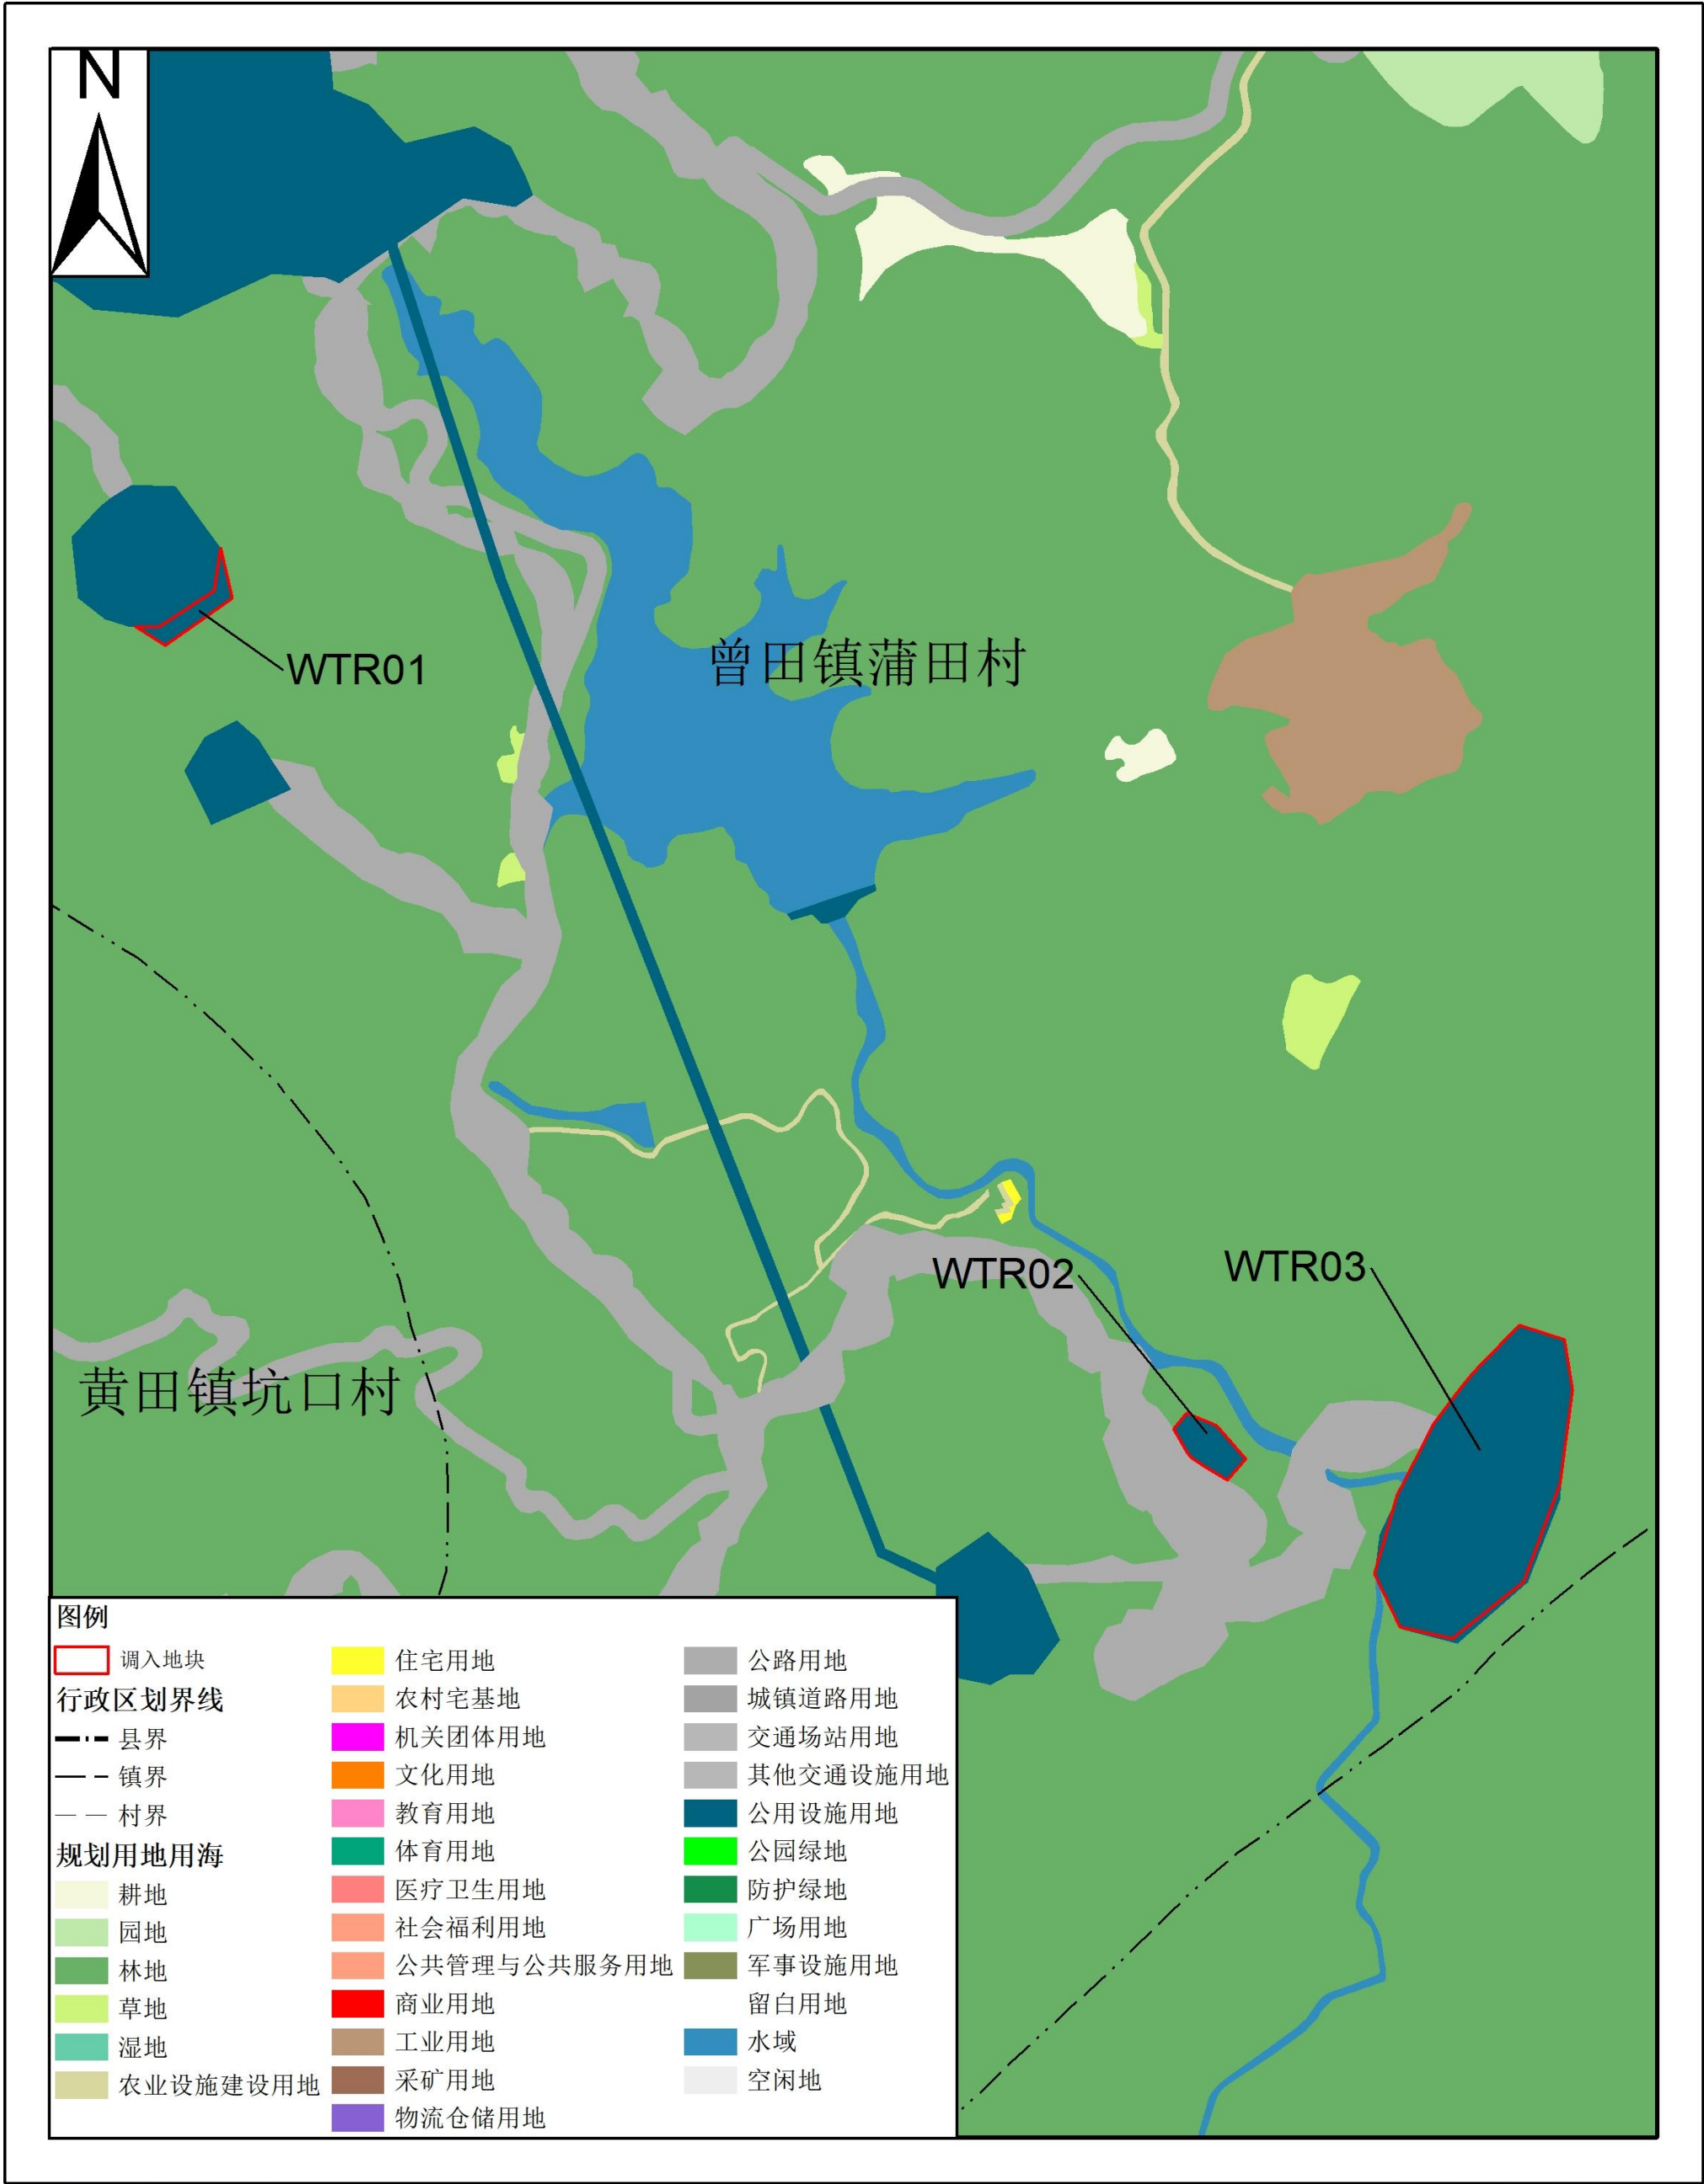 N
WTR01
曾田镇蒲田村
WTR02
WTR03
黄田镇坑口村
图例
调入地块
行政区划界线
县界
镇界
村界
规划用地用海
耕地
园地
林地
草地
湿地
农业设施建设用地
住宅用地
农村宅基地
机关团体用地
文化用地
教育用地
体育用地
医疗卫生用地
社会福利用地
公共管理与公共服务用地
商业用地
工业用地
采矿用地
物流仓储用地
公路用地
城镇道路用地
交通场站用地
其他交通设施用地
公用设施用地
公园绿地
防护绿地
广场用地
军事设施用地
留白用地
水域
空闲地